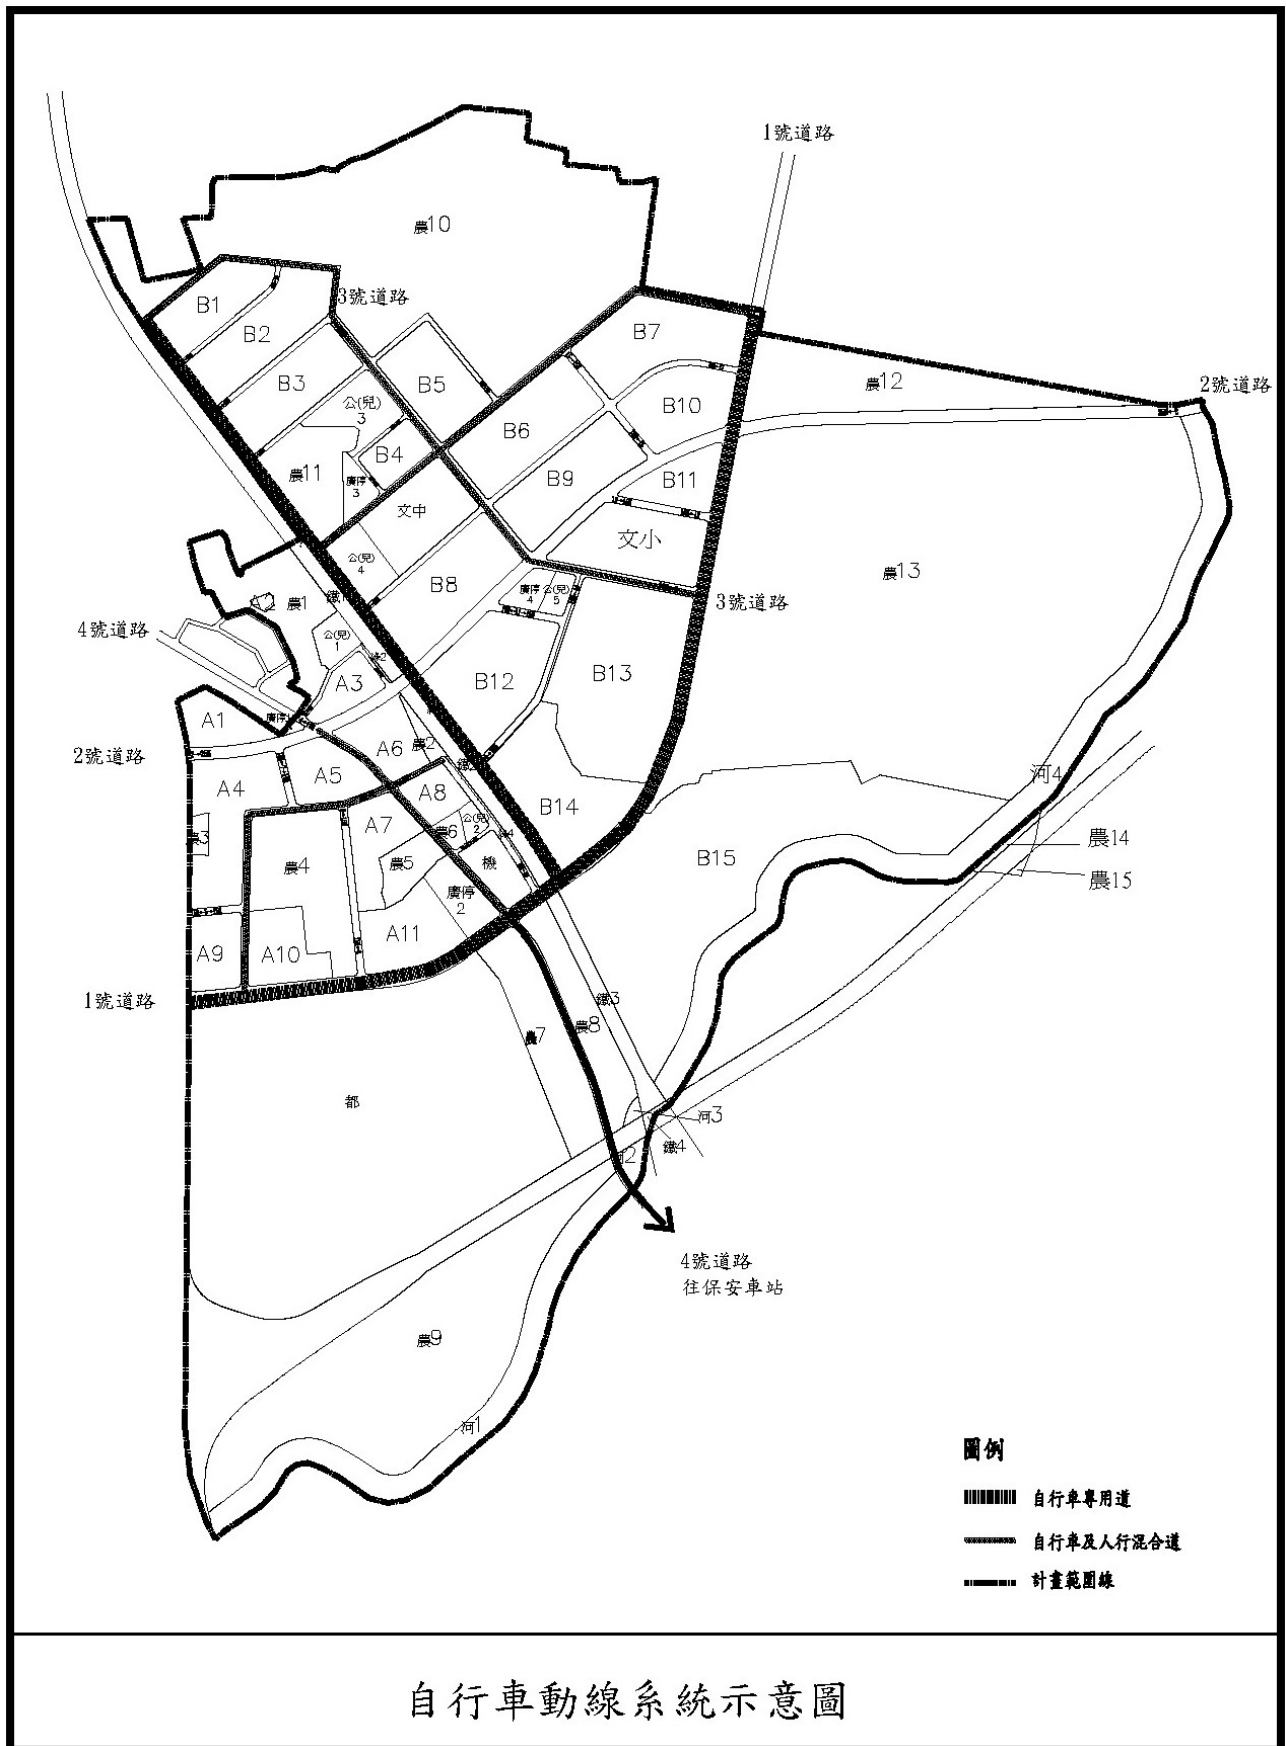 1號道路
農10
B1
3號道路
B2
B7
B3
B5
農12
2號道路
公(兒)
3
B10
B6
B4
農11
廣停
3
B9
B11
文中
文小
公(兒)
4
農13
B8
廣停
4
公(兒)
5
農1
3號道路
4號道路
公(兒)
1
A3
B12
B13
A1
2號道路
A6
農2
A5
A4
A8
河4
B14
A7
公(兒)
2
農6
農3
農14
B15
農5
機
農4
農15
廣停
2
A11
A9
A10
1號道路
鐵3
農8
農7
都
河3
鐵4
4號道路
往保安車站
農9
河1
圖例
自行車專用道
自行車及人行混合道
計畫範圍線
自行車動線系統示意圖